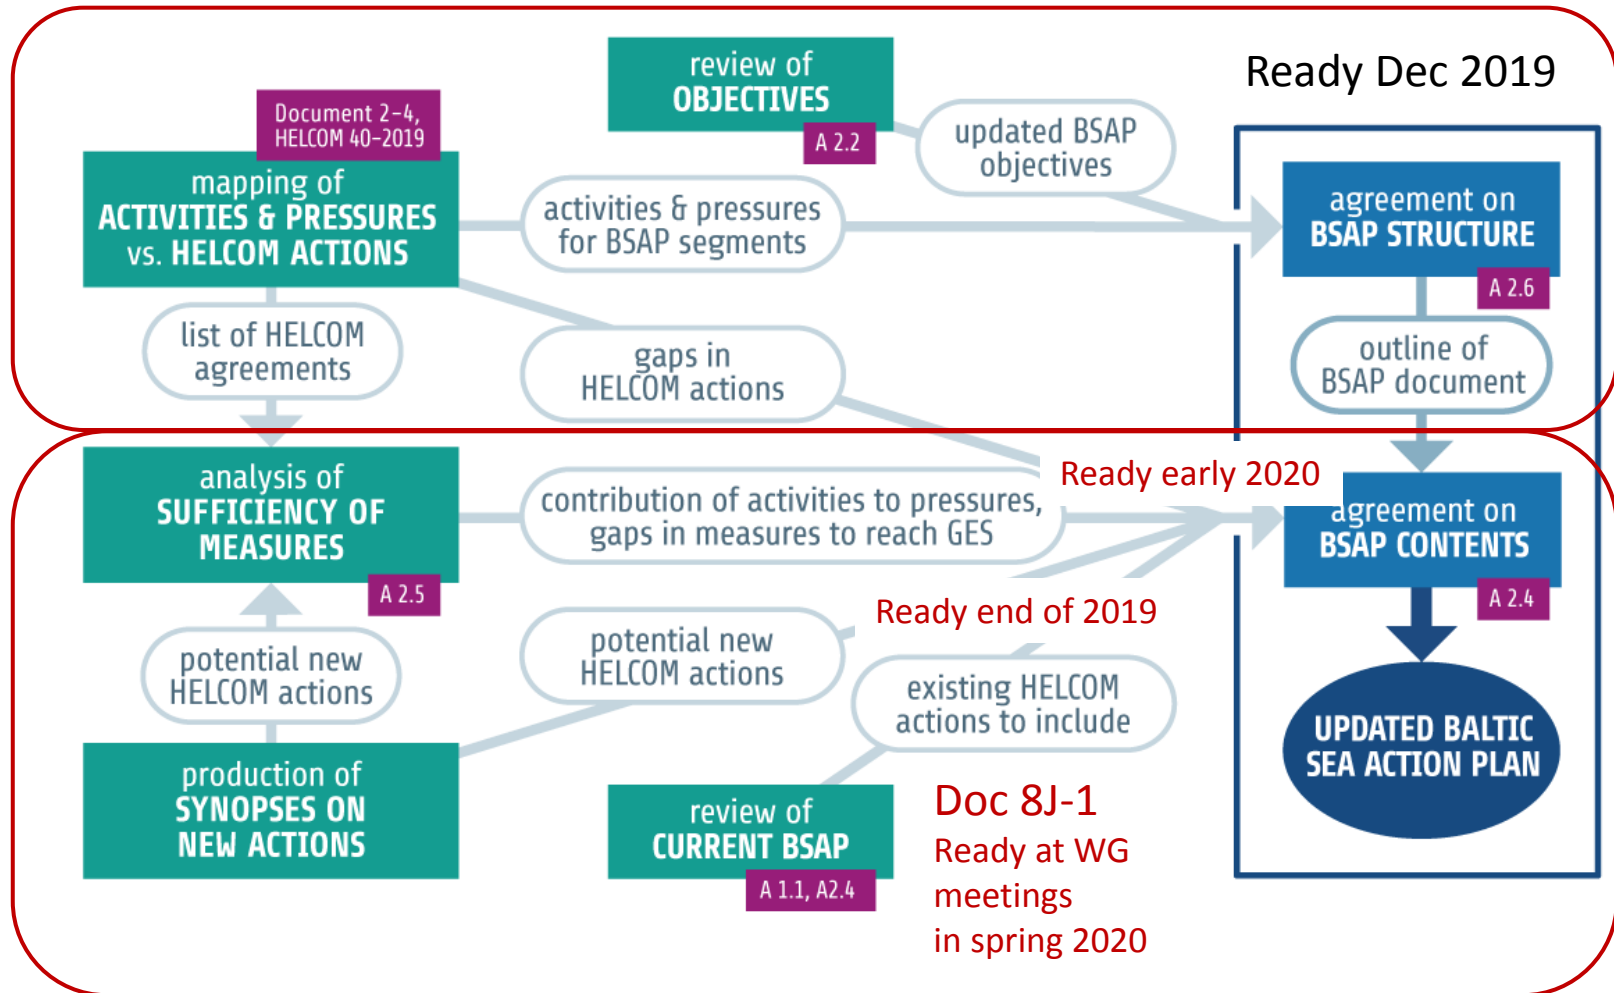 Ready Dec 2019
review of
OBJECTIVES
A 2.2
Document 2-4,
HELCOM 40-2019
mapping of
ACTIVITIES & PRESSURES
vs. HELCOM ACTIONS
updated BSAP
objectives
activities & pressures
for BSAP segments
agreement on
BSAP STRUCTURE
A 2.6
list of HELCOM
agreements
gaps in
HELCOM actions
outline of
BSAP document
Ready early 2020
analysis of
SUFFICIENCY OF
MEASURES
A 2.5
contribution of activities to pressures,
gaps in measures to reach GES
agreement on
BSAP CONTENTS
A 2.4
Ready end of 2019
potential new
HELCOM actions
potential new
HELCOM actions
existing HELCOM
actions to include
UPDATED BALTIC
SEA ACTION PLAN
production of
SYNOPSES ON
NEW ACTIONS
review of
CURRENT BSAP
A 1.1, A2.4
Doc 8J-1
Ready at WG
meetings
in spring 2020